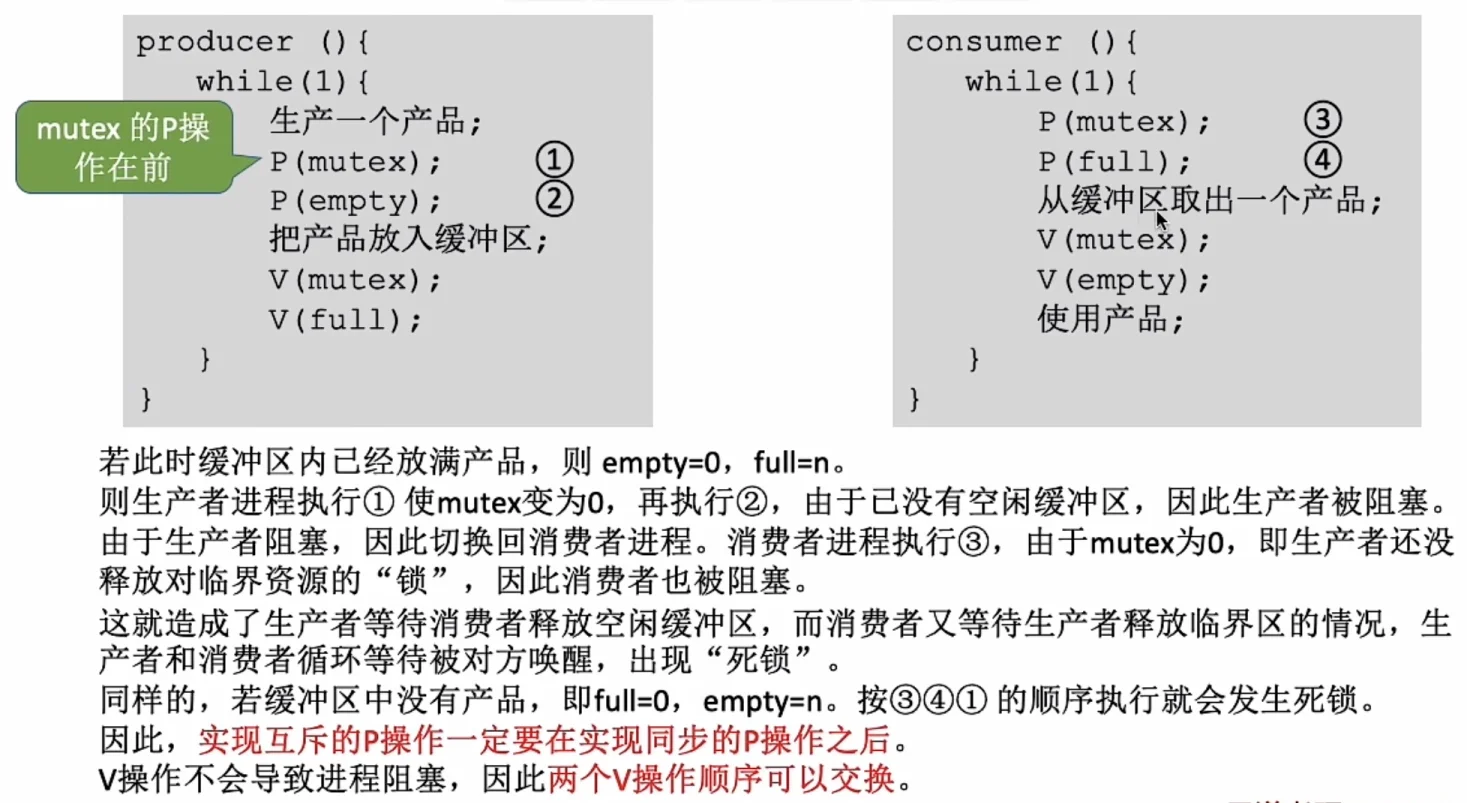 producer (){
while(1){
生产一个产品;
P(mutex); ①
P(empty); ②
把产品放入缓冲区;
V(mutex);
V(full);
}
}
mutex 的P操
作在前
consumer (){
while(1){
P(mutex); ③
P(full); ④
从缓冲区取出一个产品;
V(mutex);
V(empty);
使用产品;
}
}
若此时缓冲区内已经放满产品，则 empty=0，full=n。
则生产者进程执行① 使mutex变为0，再执行②，由于已没有空闲缓冲区，因此生产者被阻塞。
由于生产者阻塞，因此切换回消费者进程。消费者进程执行③，由于mutex为0，即生产者还没
释放对临界资源的“锁”，因此消费者也被阻塞。
这就造成了生产者等待消费者释放空闲缓冲区，而消费者又等待生产者释放临界区的情况，生
产者和消费者循环等待被对方唤醒，出现“死锁”。
同样的，若缓冲区中没有产品，即full=0，empty=n。按③④① 的顺序执行就会发生死锁。
因此，实现互斥的P操作一定要在实现同步的P操作之后。
V操作不会导致进程阻塞，因此两个V操作顺序可以交换。